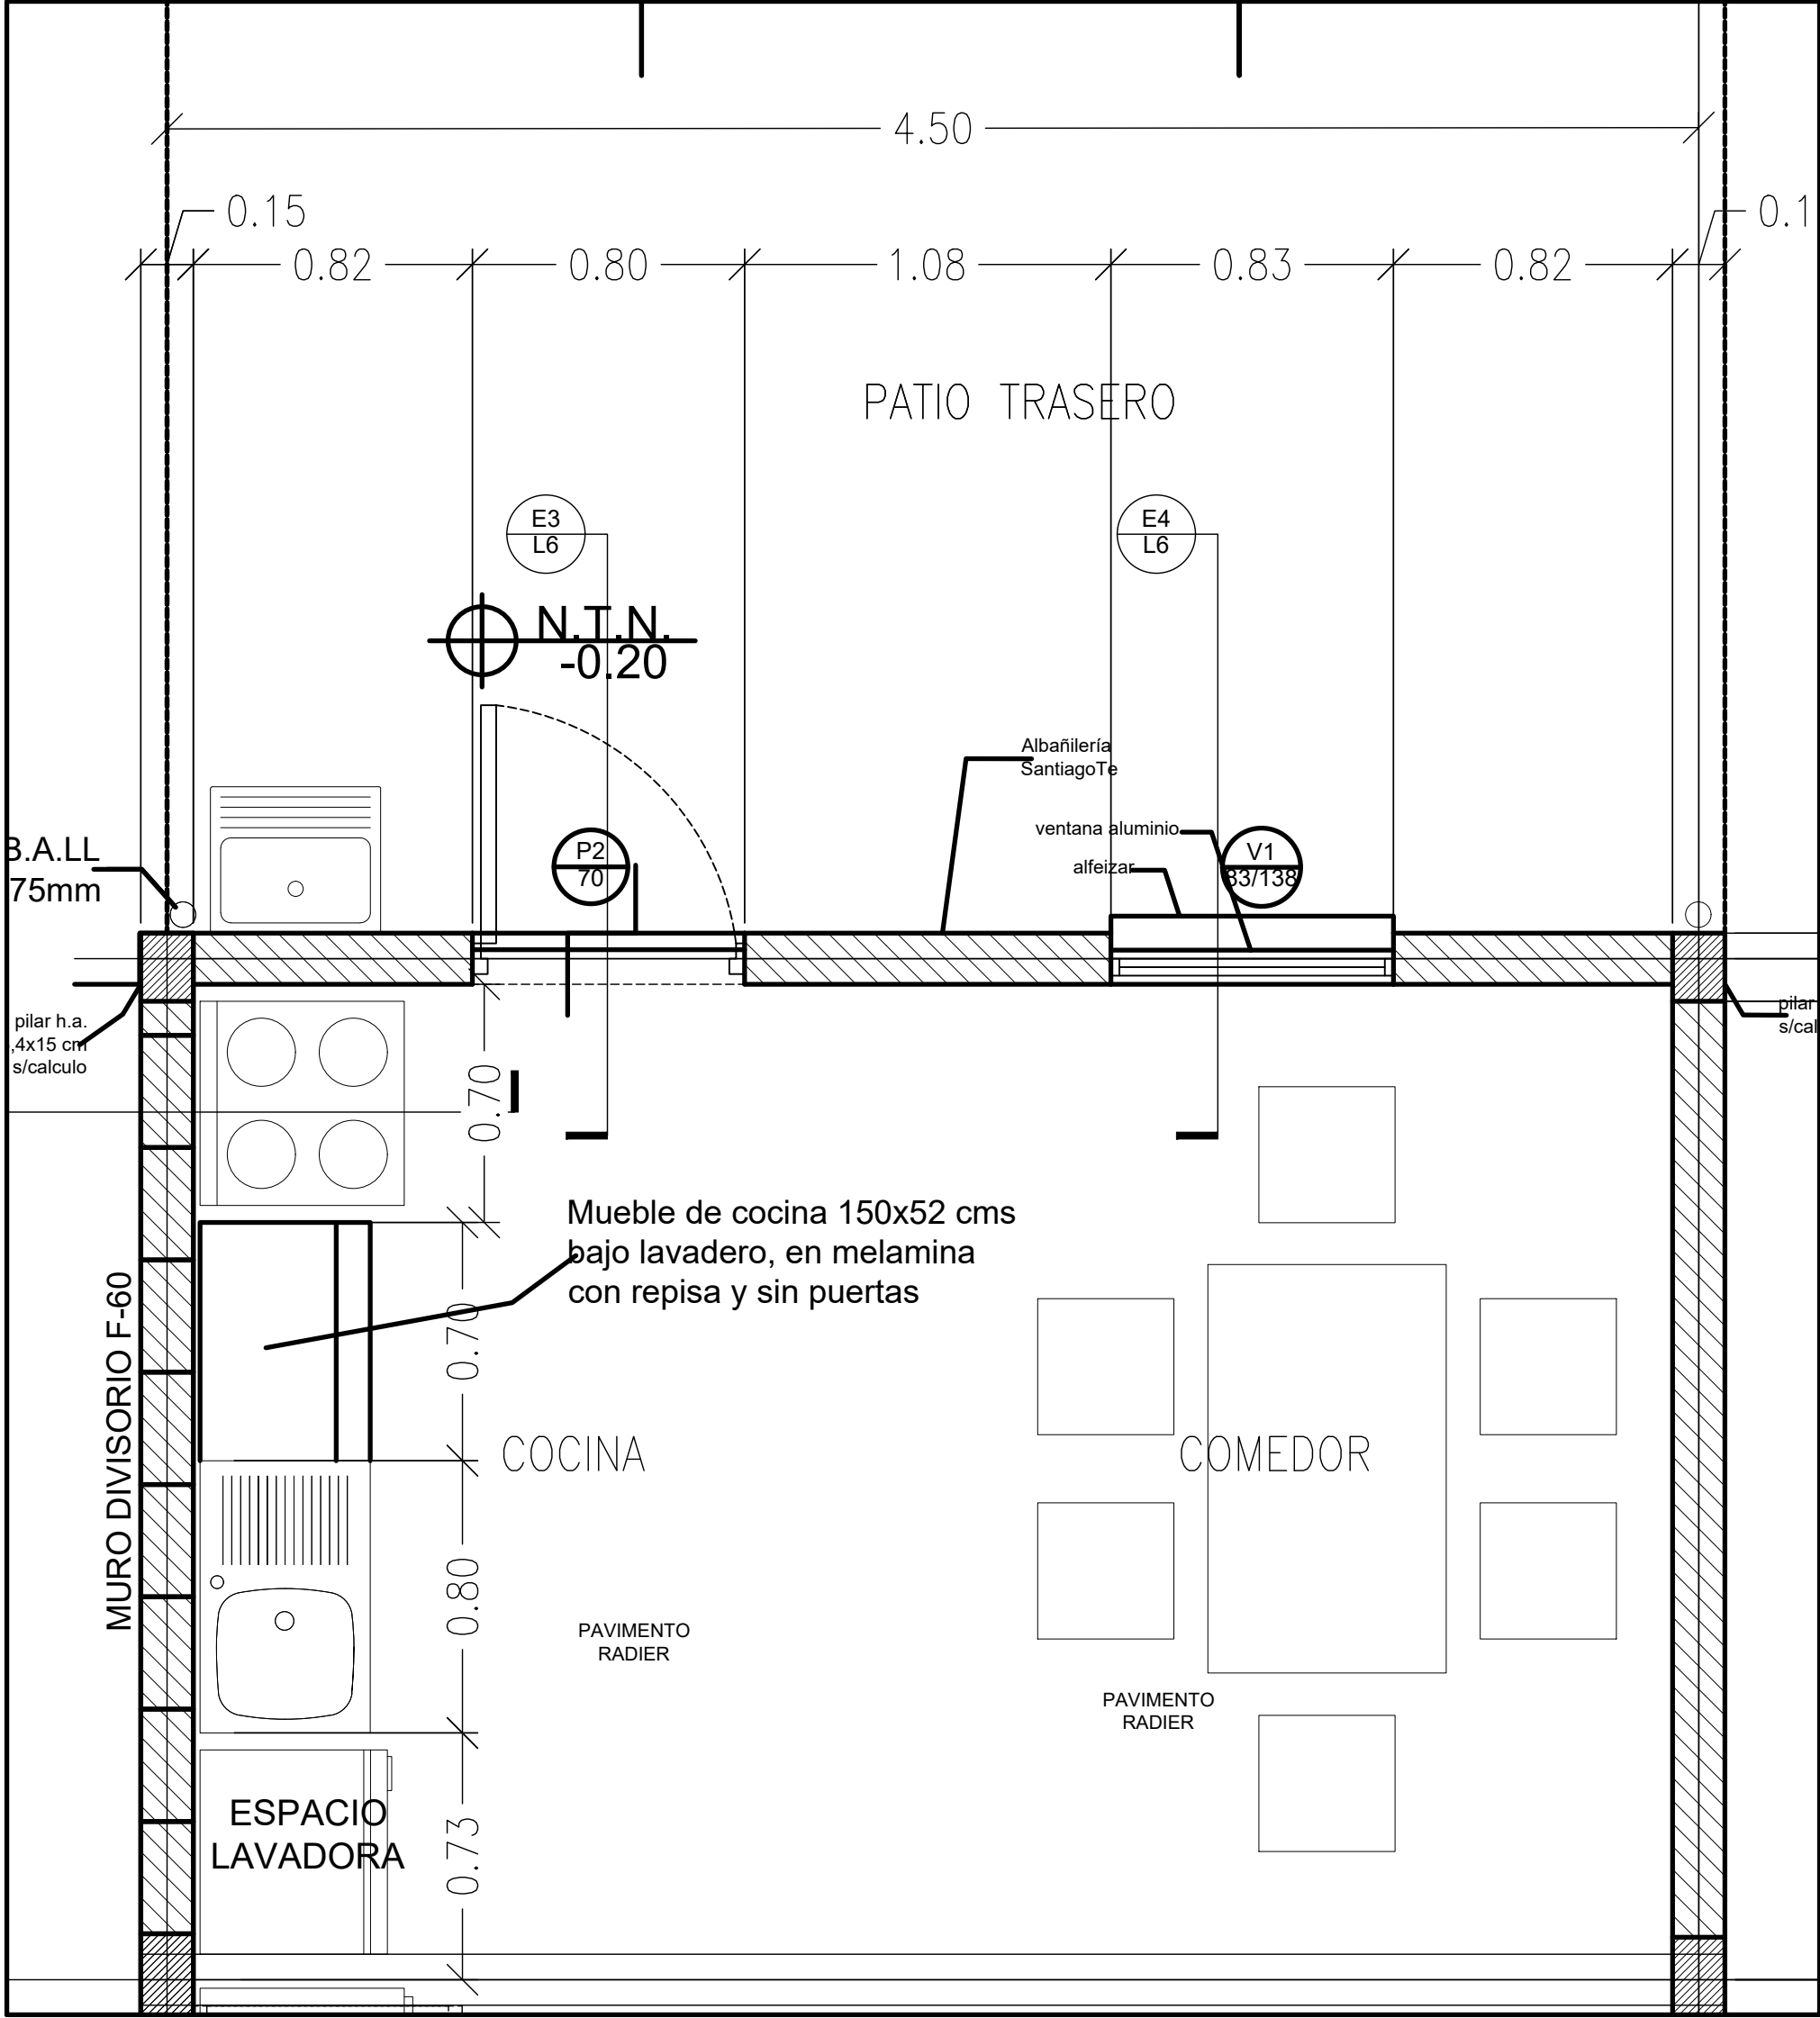 4.50
0.15
0.1
0.82
0.80
1.08
0.83
0.82
PATIO TRASERO
E3
L6
E4
L6
N.T.N.
-0.20
Albañilería
SantiagoTe
ventana aluminio
alfeizar
P2
70
V1
83/138
B.A.LL
75mm
pilar h.a.
,4x15 cm
s/calculo
pilar
s/cal
0.70
Mueble de cocina 150x52 cms
bajo lavadero, en melamina
con repisa y sin puertas
0.70
MURO DIVISORIO F-60
COCINA
COMEDOR
0.80
PAVIMENTO
RADIER
PAVIMENTO
RADIER
ESPACIO
LAVADORA
0.73